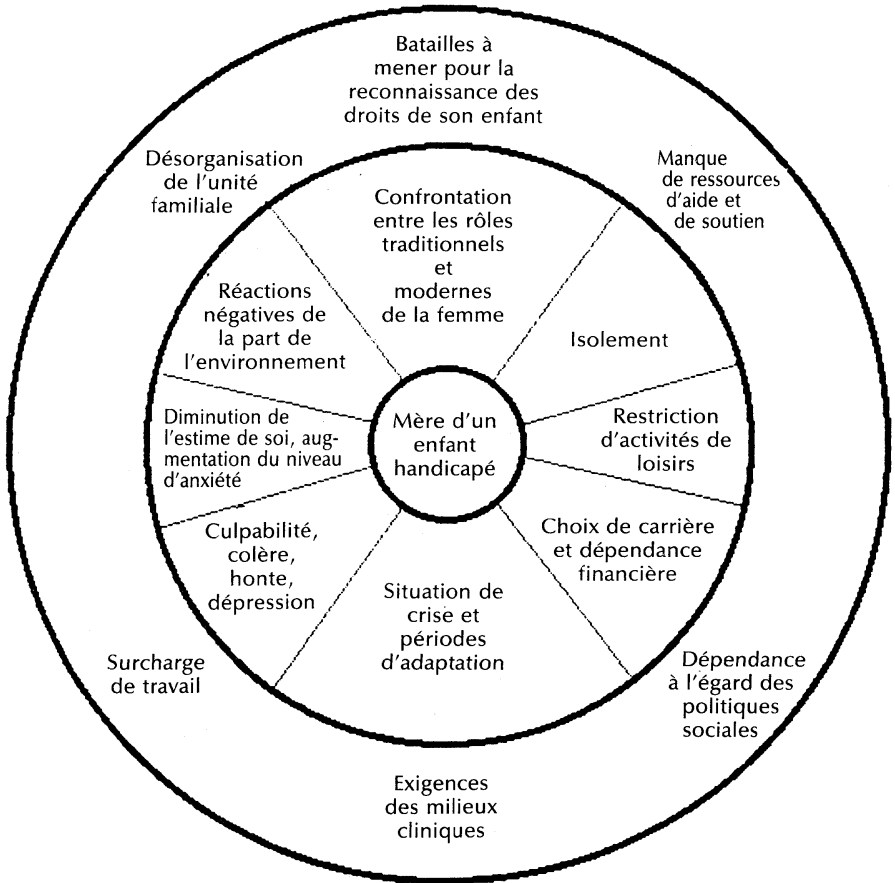 Batailles à
mener pour la
reconnaissance des
droits de son enfant
Désorganisation
de l'unité
familiale
Manque
de ressources
d'aide et
de soutien
Confrontation
entre les rôles
traditionnels
et
modernes
de la femme
Réactions
négatives de
la part de
l'environnement
Isolement
Diminution de
l'estime de soi, aug-
mentation du niveau
d'anxiété
Mère d'un
enfant
handicapé
Restriction
d'activités de
loisirs
Culpabilité,
colère,
honte,
dépression
Choix de carrière
et dépendance
financière
Situation de
crise et
périodes
d'adaptation
Surcharge
de travail
Dépendance
à l'égard des
politiques
sociales
Exigences
des milieux
cliniques